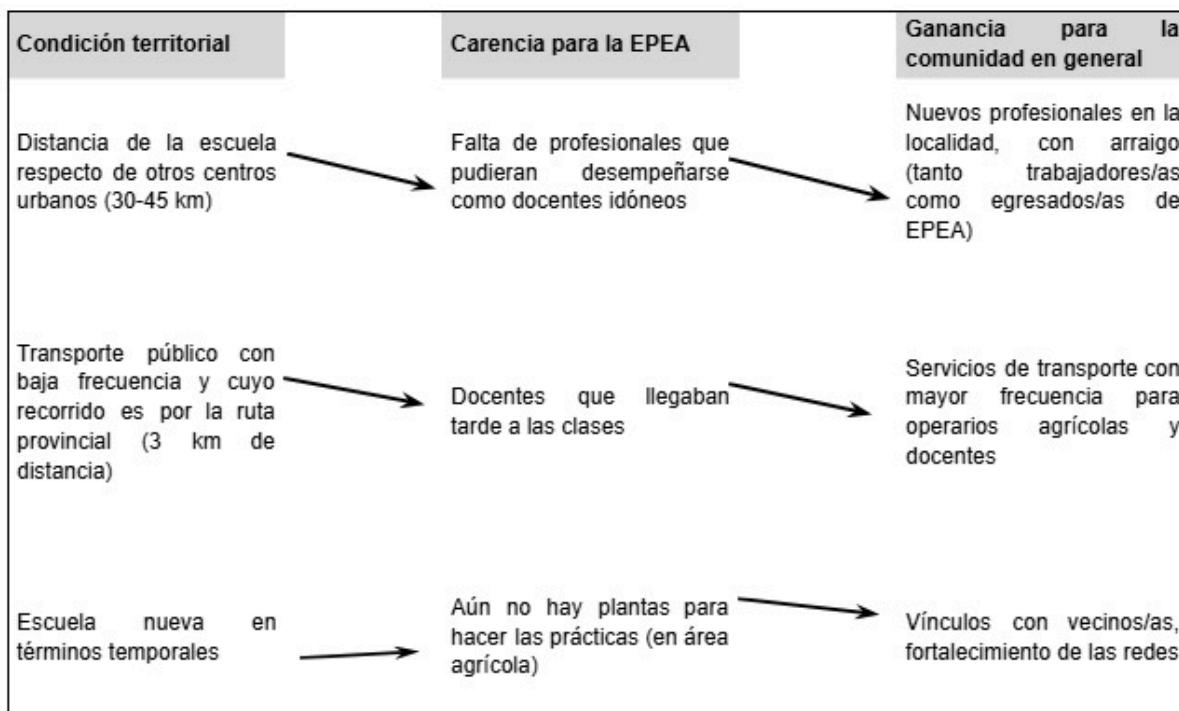 Condición territorial
Carencia para la EPEA
Ganancia para la
comunidad en general
Distancia de la escuela
respecto de otros centros
urbanos (30-45 km)
Falta de profesionales que
pudieran desempeñarse
como docentes idóneos
Nuevos profesionales en la
localidad, con arraigo
(tanto trabajadores/as
como egresados/as de
EPEA)
Transporte público con
baja frecuencia y cuyo
recorrido es por la ruta
provincial (3 km de
distancia)
Docentes que llegaban
tarde a las clases
Servicios de transporte con
mayor frecuencia para
operarios agrícolas y
docentes
Escuela nueva en
términos temporales
Aún no hay plantas para
hacer las prácticas (en área
agrícola)
Vínculos con vecinos/as,
fortalecimiento de las redes